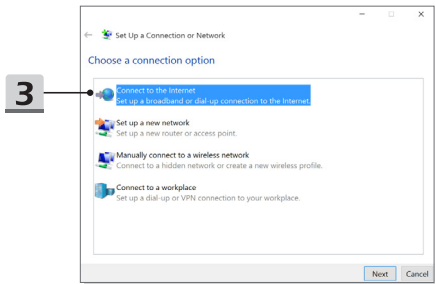 Set Up a Connection or Network
Choose a connection option
3
Connect to the Internet
Set up a broadband or dial-up connection to the Internet.
Set up a new network
Set up a new router or access point.
Manually connect to a wireless network
Connect to a hidden network or create a new wireless profile.
Connect to a workplace
Set up a dial-up or VPN connection to your workplace.
Next Cancel